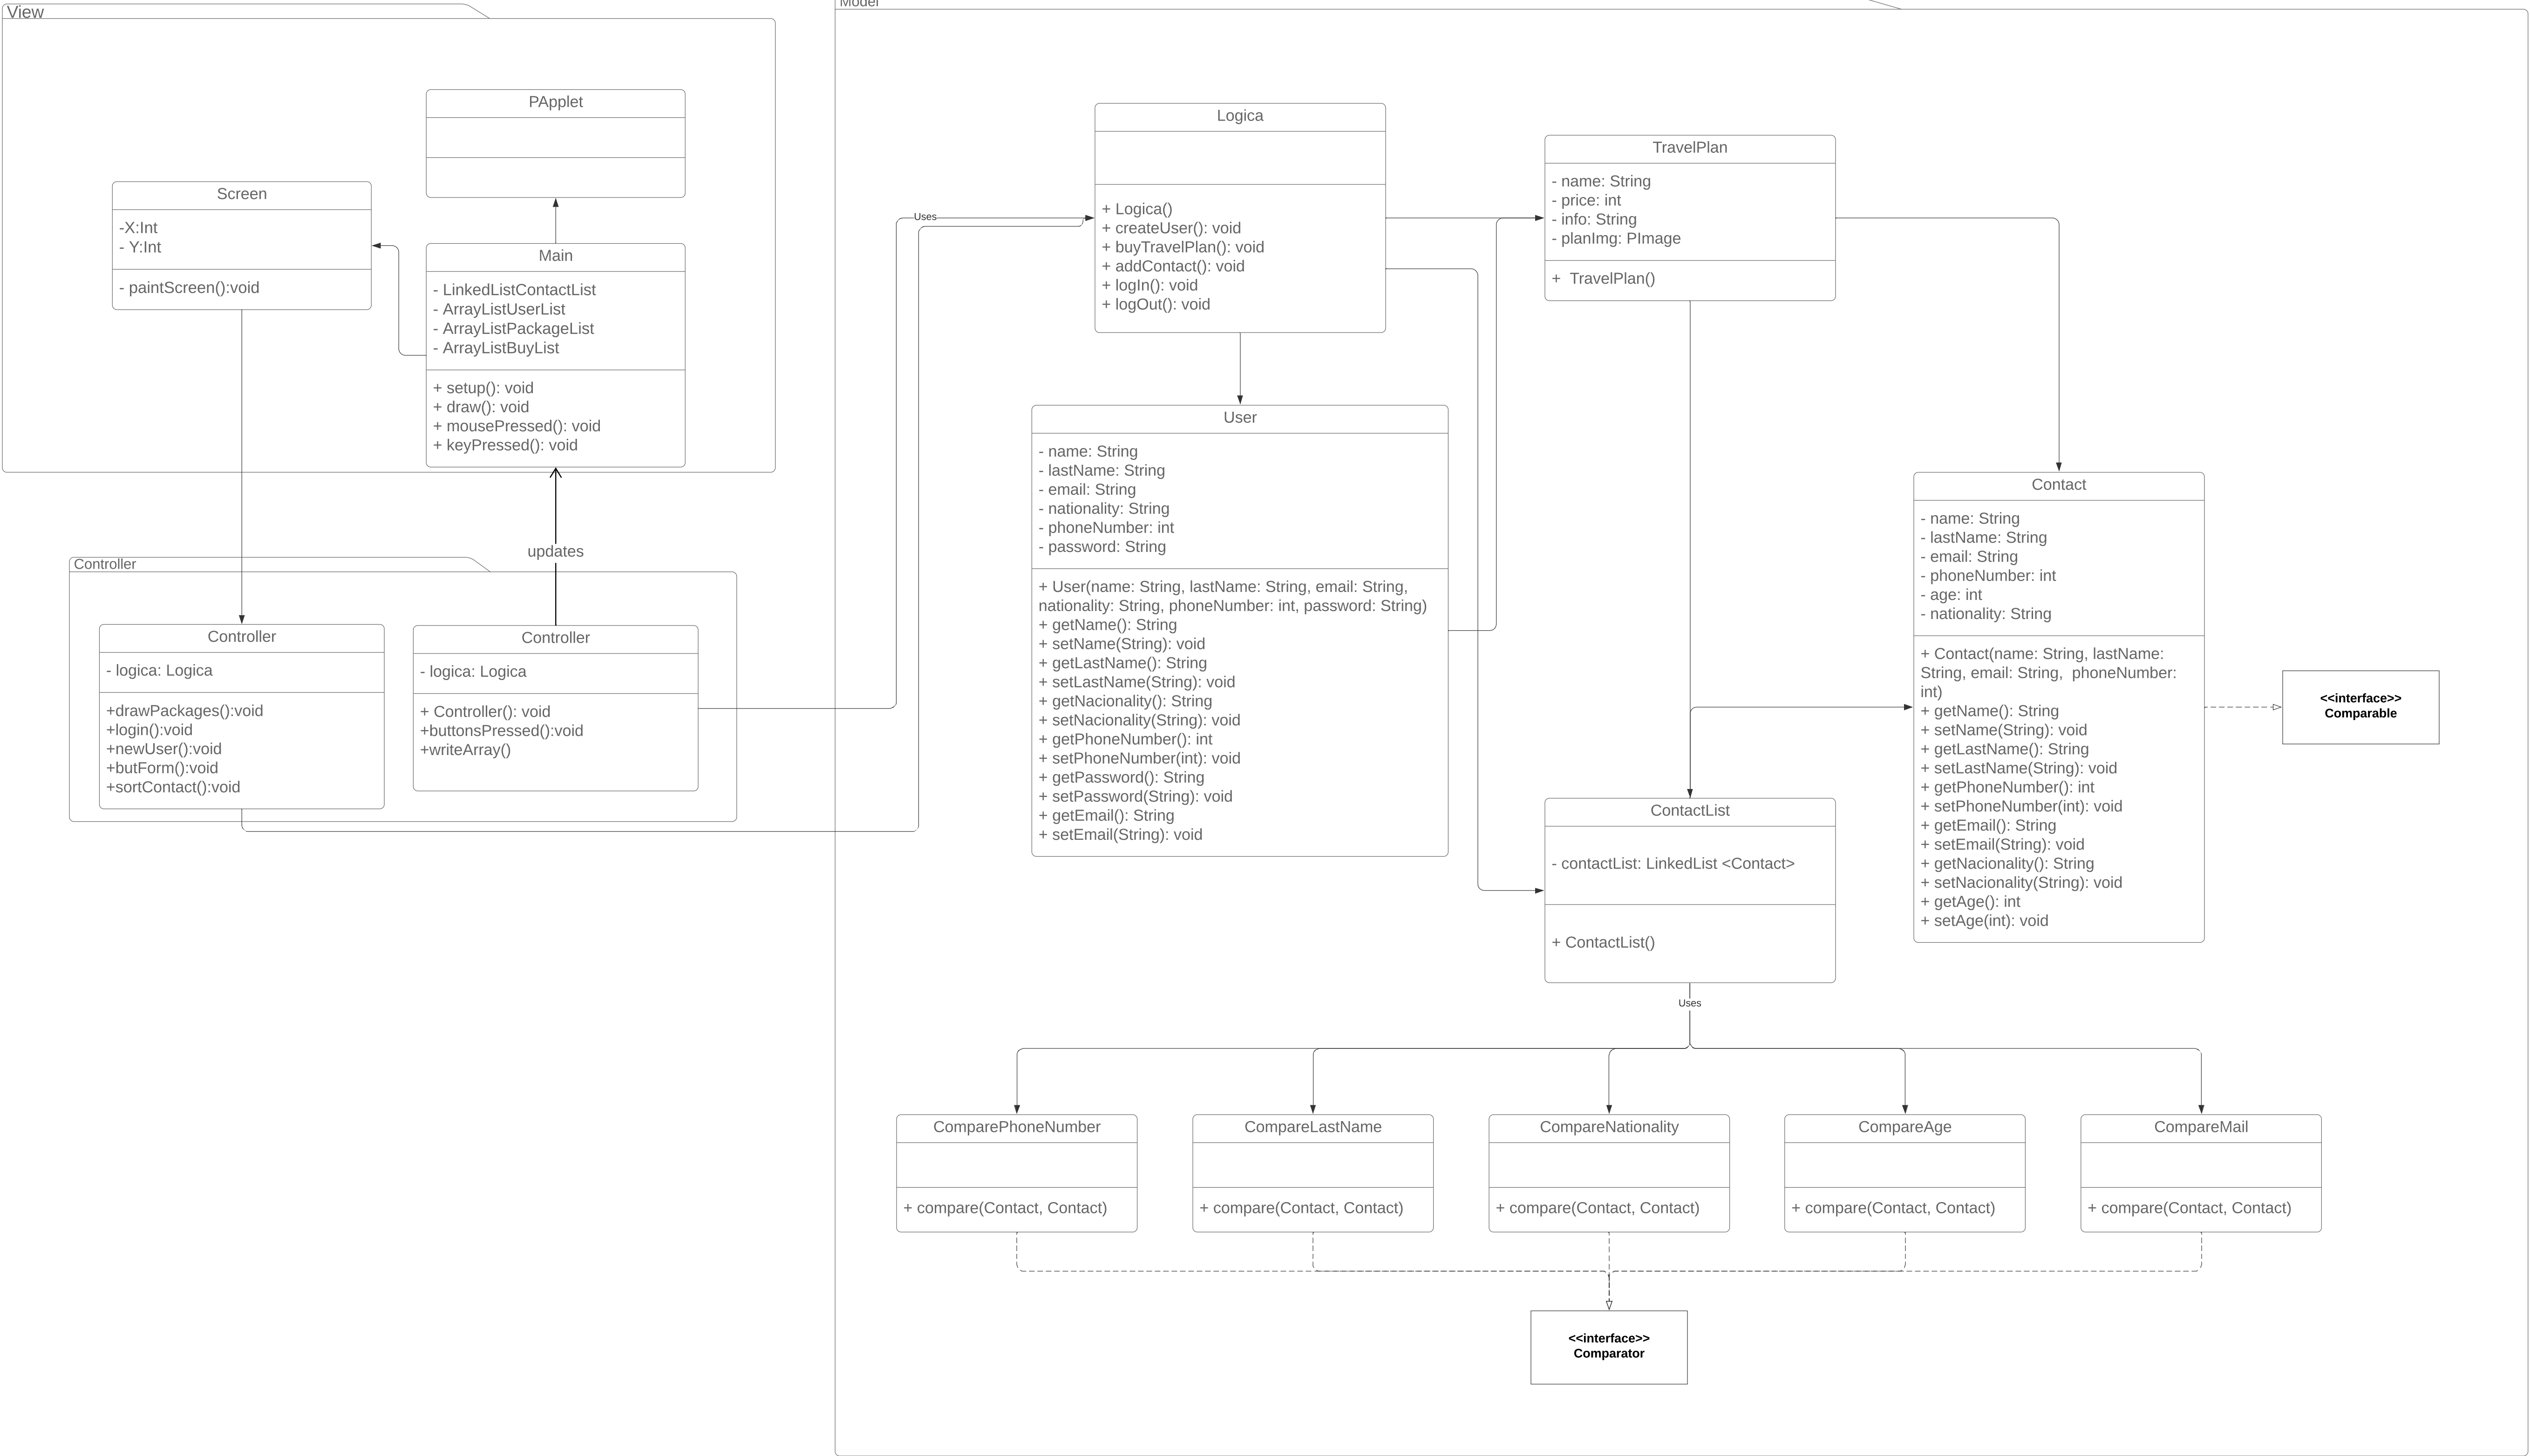 View
PApplet
Screen
-X:Int
- Y:Int
- paintScreen():void
Main
- LinkedListContactList
- ArrayListUserList
- ArrayListPackageList
- ArrayListBuyList
+ setup(): void
+ draw(): void
+ mousePressed(): void
+ keyPressed(): void
updates
Controller
Controller
- logica: Logica
+drawPackages():void
+login():void
+newUser():void
+butForm():void
+sortContact():void
Controller
- logica: Logica
+ Controller(): void
+buttonsPressed():void
+writeArray()
Model
Uses
Logica
+ Logica()
+ createUser(): void
+ buyTravelPlan(): void
+ addContact(): void
+ logIn(): void
+ logOut(): void
TravelPlan
- name: String
- price: int
- info: String
- planImg: PImage
+  TravelPlan()
User
- name: String
- lastName: String
- email: String
- nationality: String
- phoneNumber: int
- password: String
+ User(name: String, lastName: String, email: String,
nationality: String, phoneNumber: int, password: String)
+ getName(): String
+ setName(String): void
+ getLastName(): String
+ setLastName(String): void
+ getNacionality(): String
+ setNacionality(String): void
+ getPhoneNumber(): int
+ setPhoneNumber(int): void
+ getPassword(): String
+ setPassword(String): void
+ getEmail(): String
+ setEmail(String): void
Contact
- name: String
- lastName: String
- email: String
- phoneNumber: int
- age: int
- nationality: String
+ Contact(name: String, lastName:
String, email: String,  phoneNumber:
int)
+ getName(): String
+ setName(String): void
+ getLastName(): String
+ setLastName(String): void
+ getPhoneNumber(): int
+ setPhoneNumber(int): void
+ getEmail(): String
+ setEmail(String): void
+ getNacionality(): String
+ setNacionality(String): void
+ getAge(): int
+ setAge(int): void
<<interface>>
Comparable
ContactList
- contactList: LinkedList <Contact>
+ ContactList()
Uses
ComparePhoneNumber
+ compare(Contact, Contact)
CompareLastName
+ compare(Contact, Contact)
CompareNationality
+ compare(Contact, Contact)
CompareAge
+ compare(Contact, Contact)
CompareMail
+ compare(Contact, Contact)
<<interface>>
Comparator